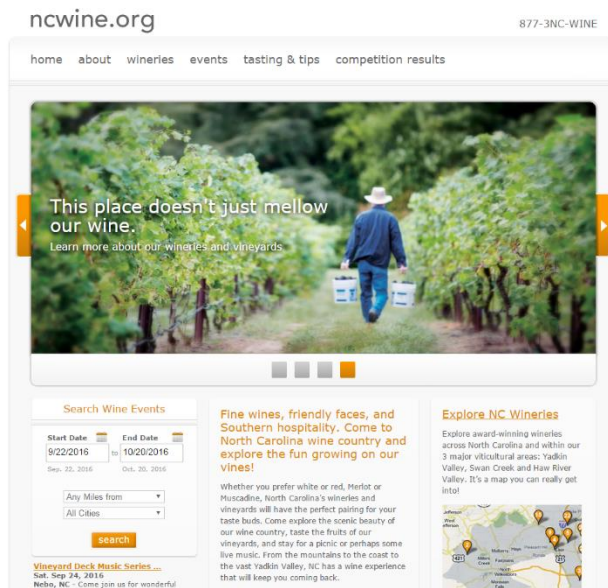 ncwine.org
877-3NC-WINE
home about wineries events tasting & tips competition results
This place doesn't just mellow
our wine.
Learn more about our wineries and vineyards
Search Wine Events
Start Date End Date
9/22/2016 to 10/20/2016
Sep. 22, 2016 Oct. 20, 2016
Any Miles from
All Cities
search
Vineyard Deck Music Series ...
Sat. Sep 24, 2016
Nebo, NC - Come join us for wonderful
Fine wines, friendly faces, and
Southern hospitality. Come to
North Carolina wine country and
explore the fun growing on our
vines!
Whether you prefer white or red, Merlot or
Muscadine, North Carolina's wineries and
vineyards will have the perfect pairing for your
taste buds. Come explore the scenic beauty of
our wine country, taste the fruits of our
vineyards, and stay for a picnic or perhaps some
live music. From the mountains to the coast to
the vast Yadkin Valley, NC has a wine experience
that will keep you coming back.
Explore NC Wineries
Explore award-winning wineries
across North Carolina and within our
3 major viticultural areas: Yadkin
Valley, Swan Creek and Haw River
Valley. It's a map you can really get
into!
Jefferson
421